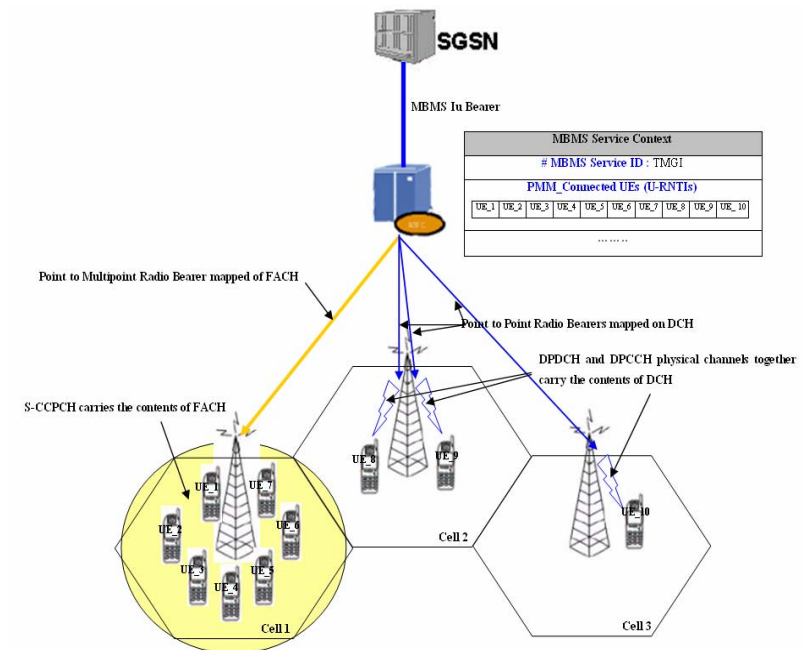 SGSN
MBMS Iu Bearer
MBMS Service Context
# MBMS Service ID : TMGI
PMM_Connected UEs (U-RNTIs)
UE_1 UE_2 UE_3 UE_4 UE_5 UE_6 UE_7 UE_8 UE_9 UE_ 10
... ... ..
RNC
Point to Multipoint Radio Bearer mapped of FACH
Point to Point Radio Bearers mapped on DCH
DPDCH and DPCCH physical channels together
carry the contents of DCH
S-CCPCH carries the contents of FACH
UE_1
UE_7
UE_2
UE_6
UE_3
UE_5
UE_4
Cell 1
UE_8
UE_9
Cell 2
UE_10
Cell 3